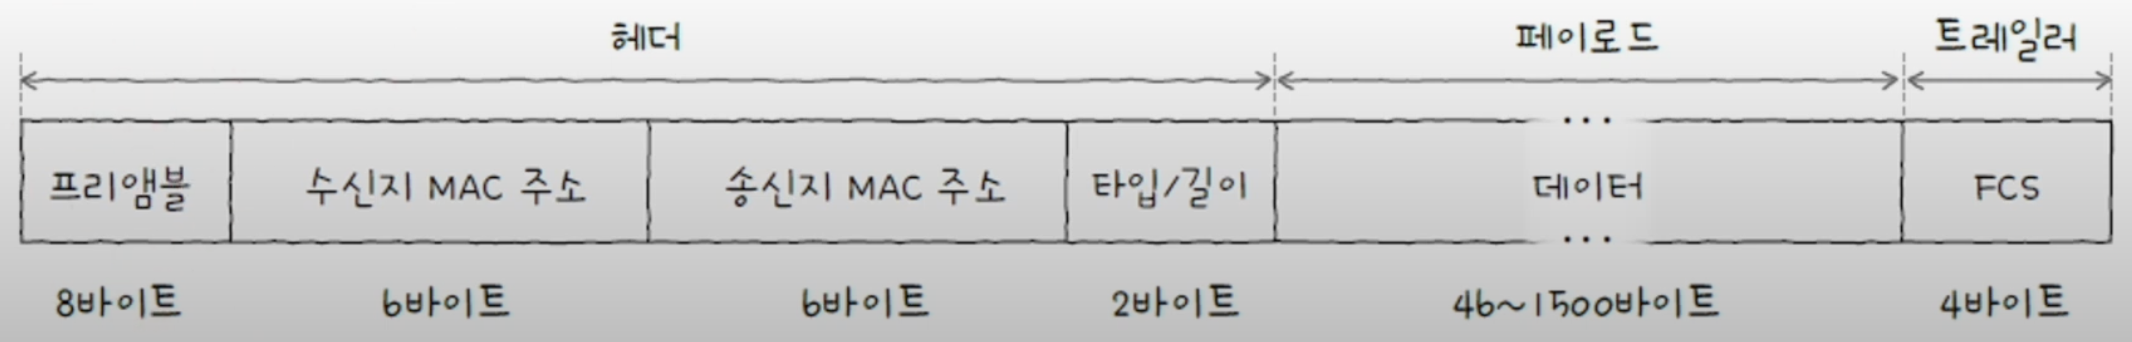 헤더 페이로드 트레일러
프리앰블 수신지 MAC 주소 송신지 MAC 주소 타입/길이 데이터 FCS
8바이트 6바이트 6바이트 2바이트 46~1500바이트 4바이트